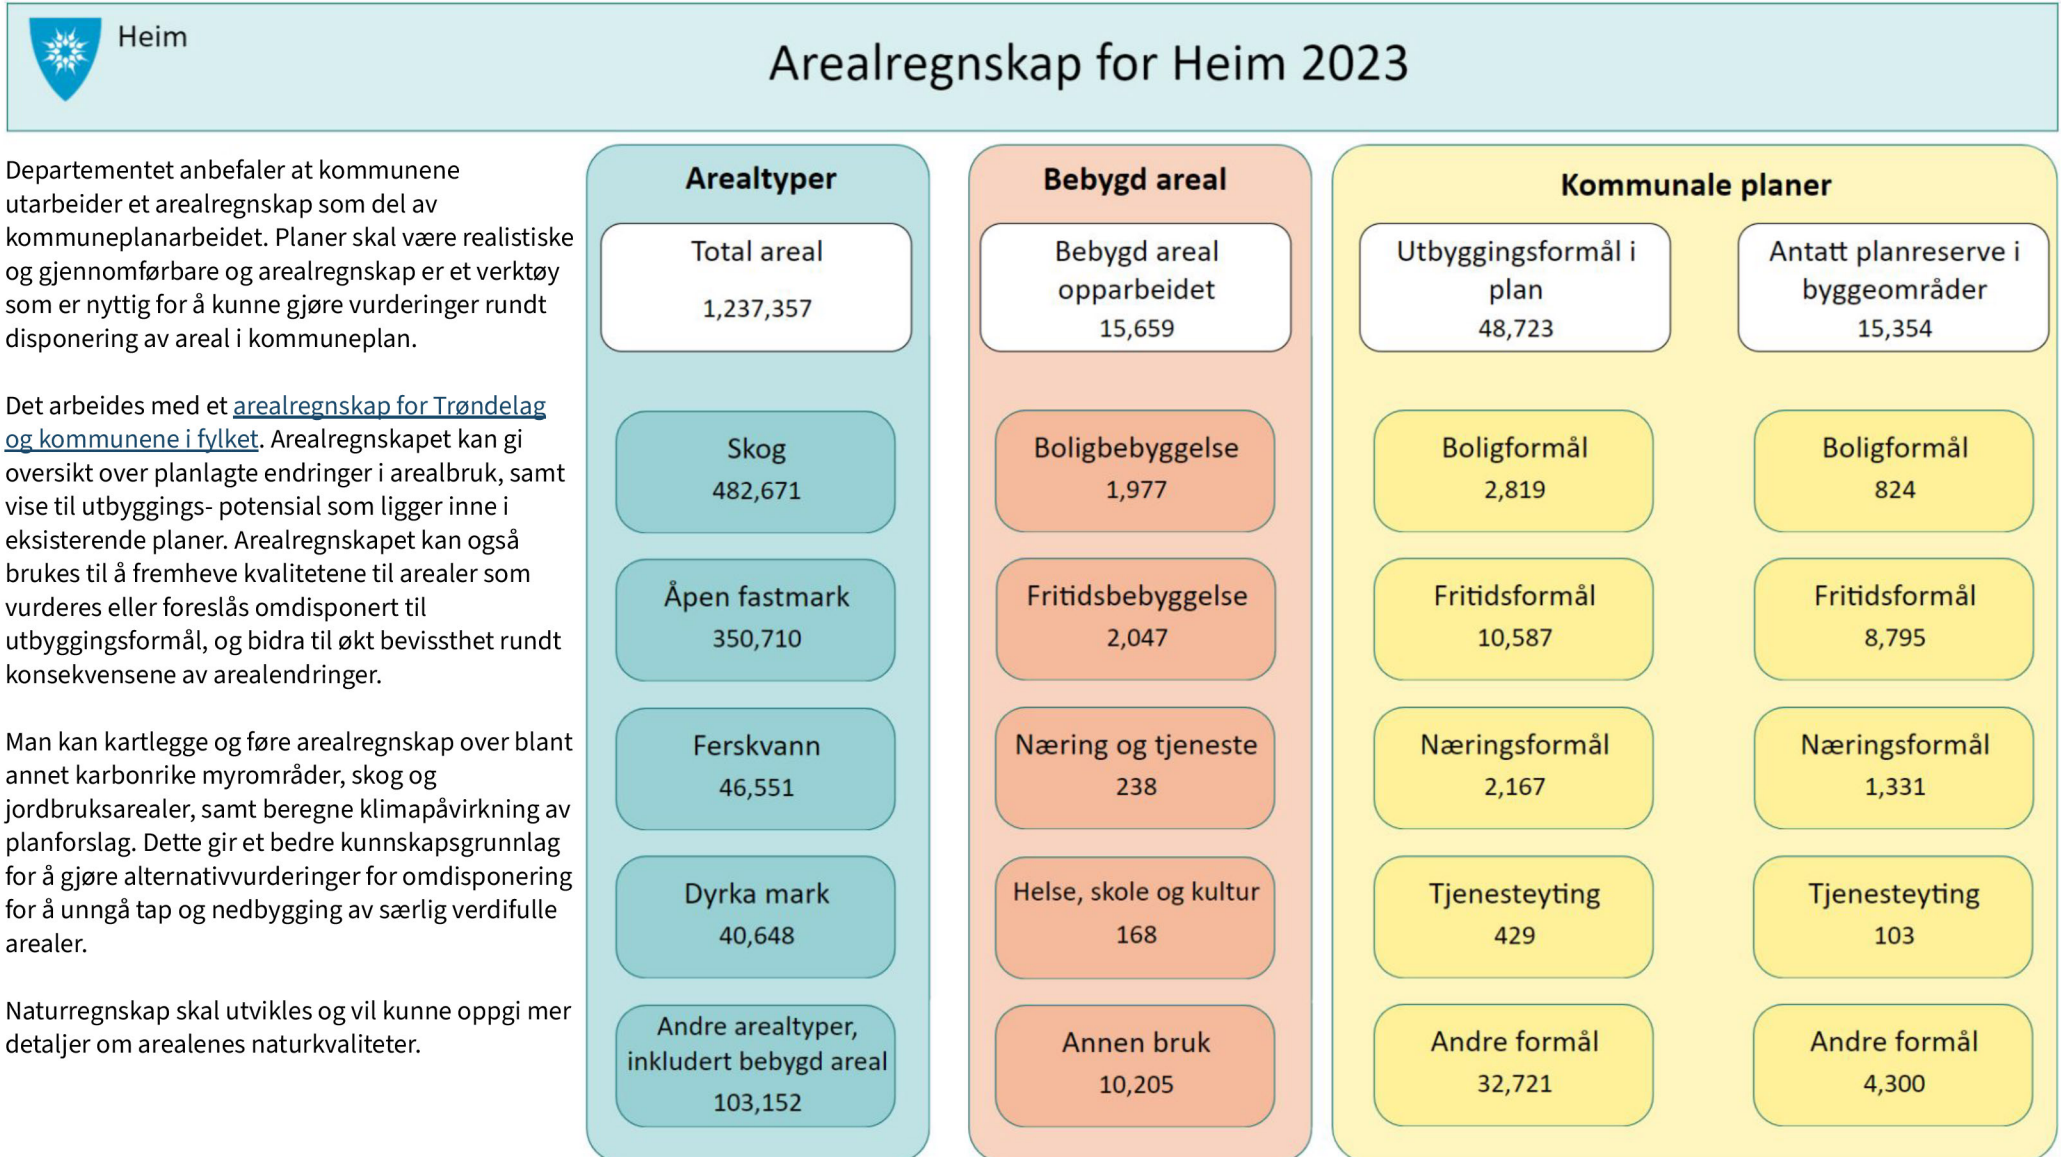 Heim
Arealregnskap for Heim 2023
Departementet anbefaler at kommunene
utarbeider et arealregnskap som del av
kommuneplanarbeidet. Planer skal være realistiske
og gjennomførbare og arealregnskap er et verktøy
som er nyttig for å kunne gjøre vurderinger rundt
disponering av areal i kommuneplan.
Det arbeides med et arealregnskap for Trøndelag
og kommunene i fylket. Arealregnskapet kan gi
oversikt over planlagte endringer i arealbruk, samt
vise til utbyggings- potensial som ligger inne i
eksisterende planer. Arealregnskapet kan også
brukes til å fremheve kvalitetene til arealer som
vurderes eller foreslås omdisponert til
utbyggingsformål, og bidra til økt bevissthet rundt
konsekvensene av arealendringer.
Man kan kartlegge og føre arealregnskap over blant
annet karbonrike myrområder, skog og
jordbruksarealer, samt beregne klimapåvirkning av
planforslag. Dette gir et bedre kunnskapsgrunnlag
for å gjøre alternativvurderinger for omdisponering
for å unngå tap og nedbygging av særlig verdifulle
arealer.
Naturregnskap skal utvikles og vil kunne oppgi mer
detaljer om arealenes naturkvaliteter.
Arealtyper
Total areal
1,237,357
Skog
482,671
Åpen fastmark
350,710
Ferskvann
46,551
Dyrka mark
40,648
Andre arealtyper,
inkludert bebygd areal
103,152
Bebygd areal
Bebygd areal
opparbeidet
15,659
Boligbebyggelse
1,977
Fritidsbebyggelse
2,047
Næring og tjeneste
238
Helse, skole og kultur
168
Annen bruk
10,205
Kommunale planer
Utbyggingsformål i
plan
48,723
Boligformål
2,819
Fritidsformål
10,587
Næringsformål
2,167
Tjenesteyting
429
Andre formål
32,721
Antatt planreserve i
byggeområder
15,354
Boligformål
824
Fritidsformål
8,795
Næringsformål
1,331
Tjenesteyting
103
Andre formål
4,300